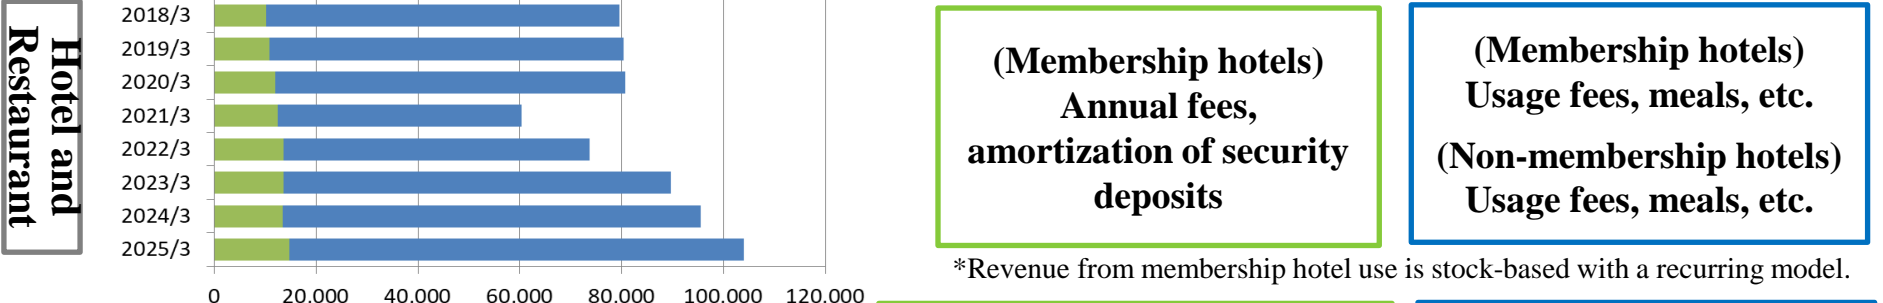 Hotel and
Restaurant
2018/3
2019/3
2020/3
2021/3
2022/3
2023/3
2024/3
2025/3
0 20,000 40,000 60,000 80,000 100,000 120,000
(Membership hotels)
Annual fees,
amortization of security
deposits
(Membership hotels)
Usage fees, meals, etc.
(Non-membership hotels)
Usage fees, meals, etc.
*Revenue from membership hotel use is stock-based with a recurring model.